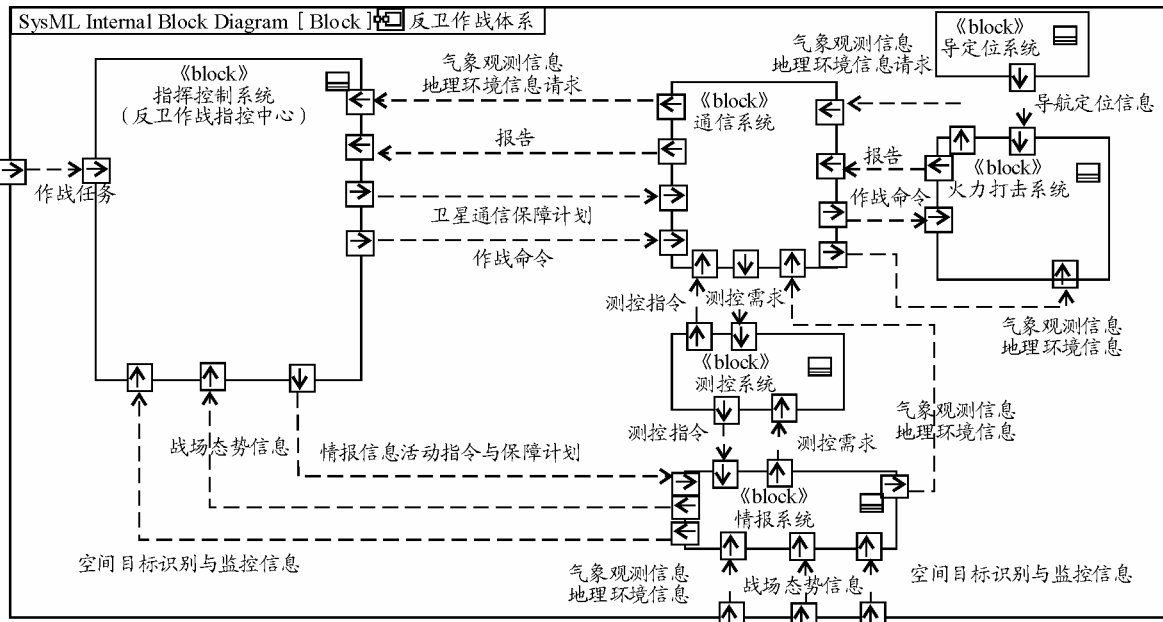 SysML Internal Block Diagram [ Block ] 反卫作战体系
《block》
指挥控制系统
(反卫作战指控中心)
作战任务
气象观测信息
地理环境信息请求
报告
卫星通信保障计划
作战命令
《block》
通信系统
气象观测信息
地理环境信息请求
《block》
导定位系统
导航定位信息
报告
作战命令
《block》
火力打击系统
气象观测信息
地理环境信息
测控指令
测控需求
《block》
测控系统
测控指令
测控需求
气象观测信息
地理环境信息
战场态势信息
情报信息活动指令与保障计划
《block》
情报系统
空间目标识别与监控信息
气象观测信息
地理环境信息
战场态势信息
空间目标识别与监控信息